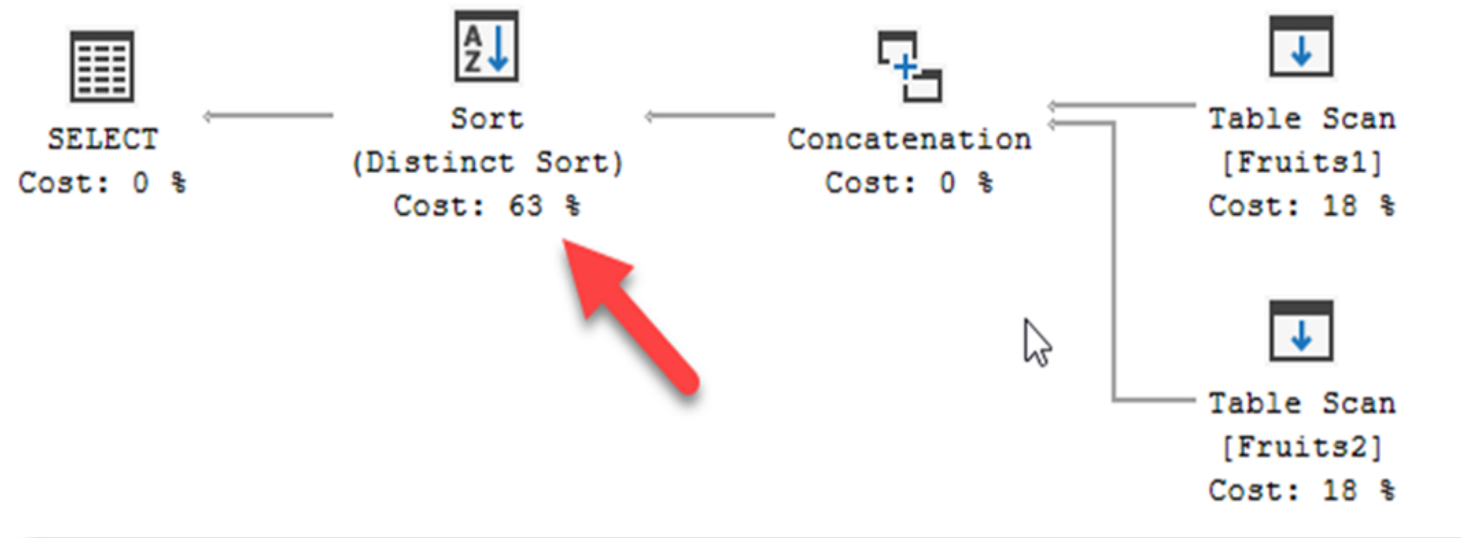 A
Z
SELECT
Cost: 0 %
Sort
(Distinct Sort)
Cost: 63 %
Concatenation
Cost: 0 %
Table Scan
[Fruits1]
Cost: 18 %
Table Scan
[Fruits2]
Cost: 18 %